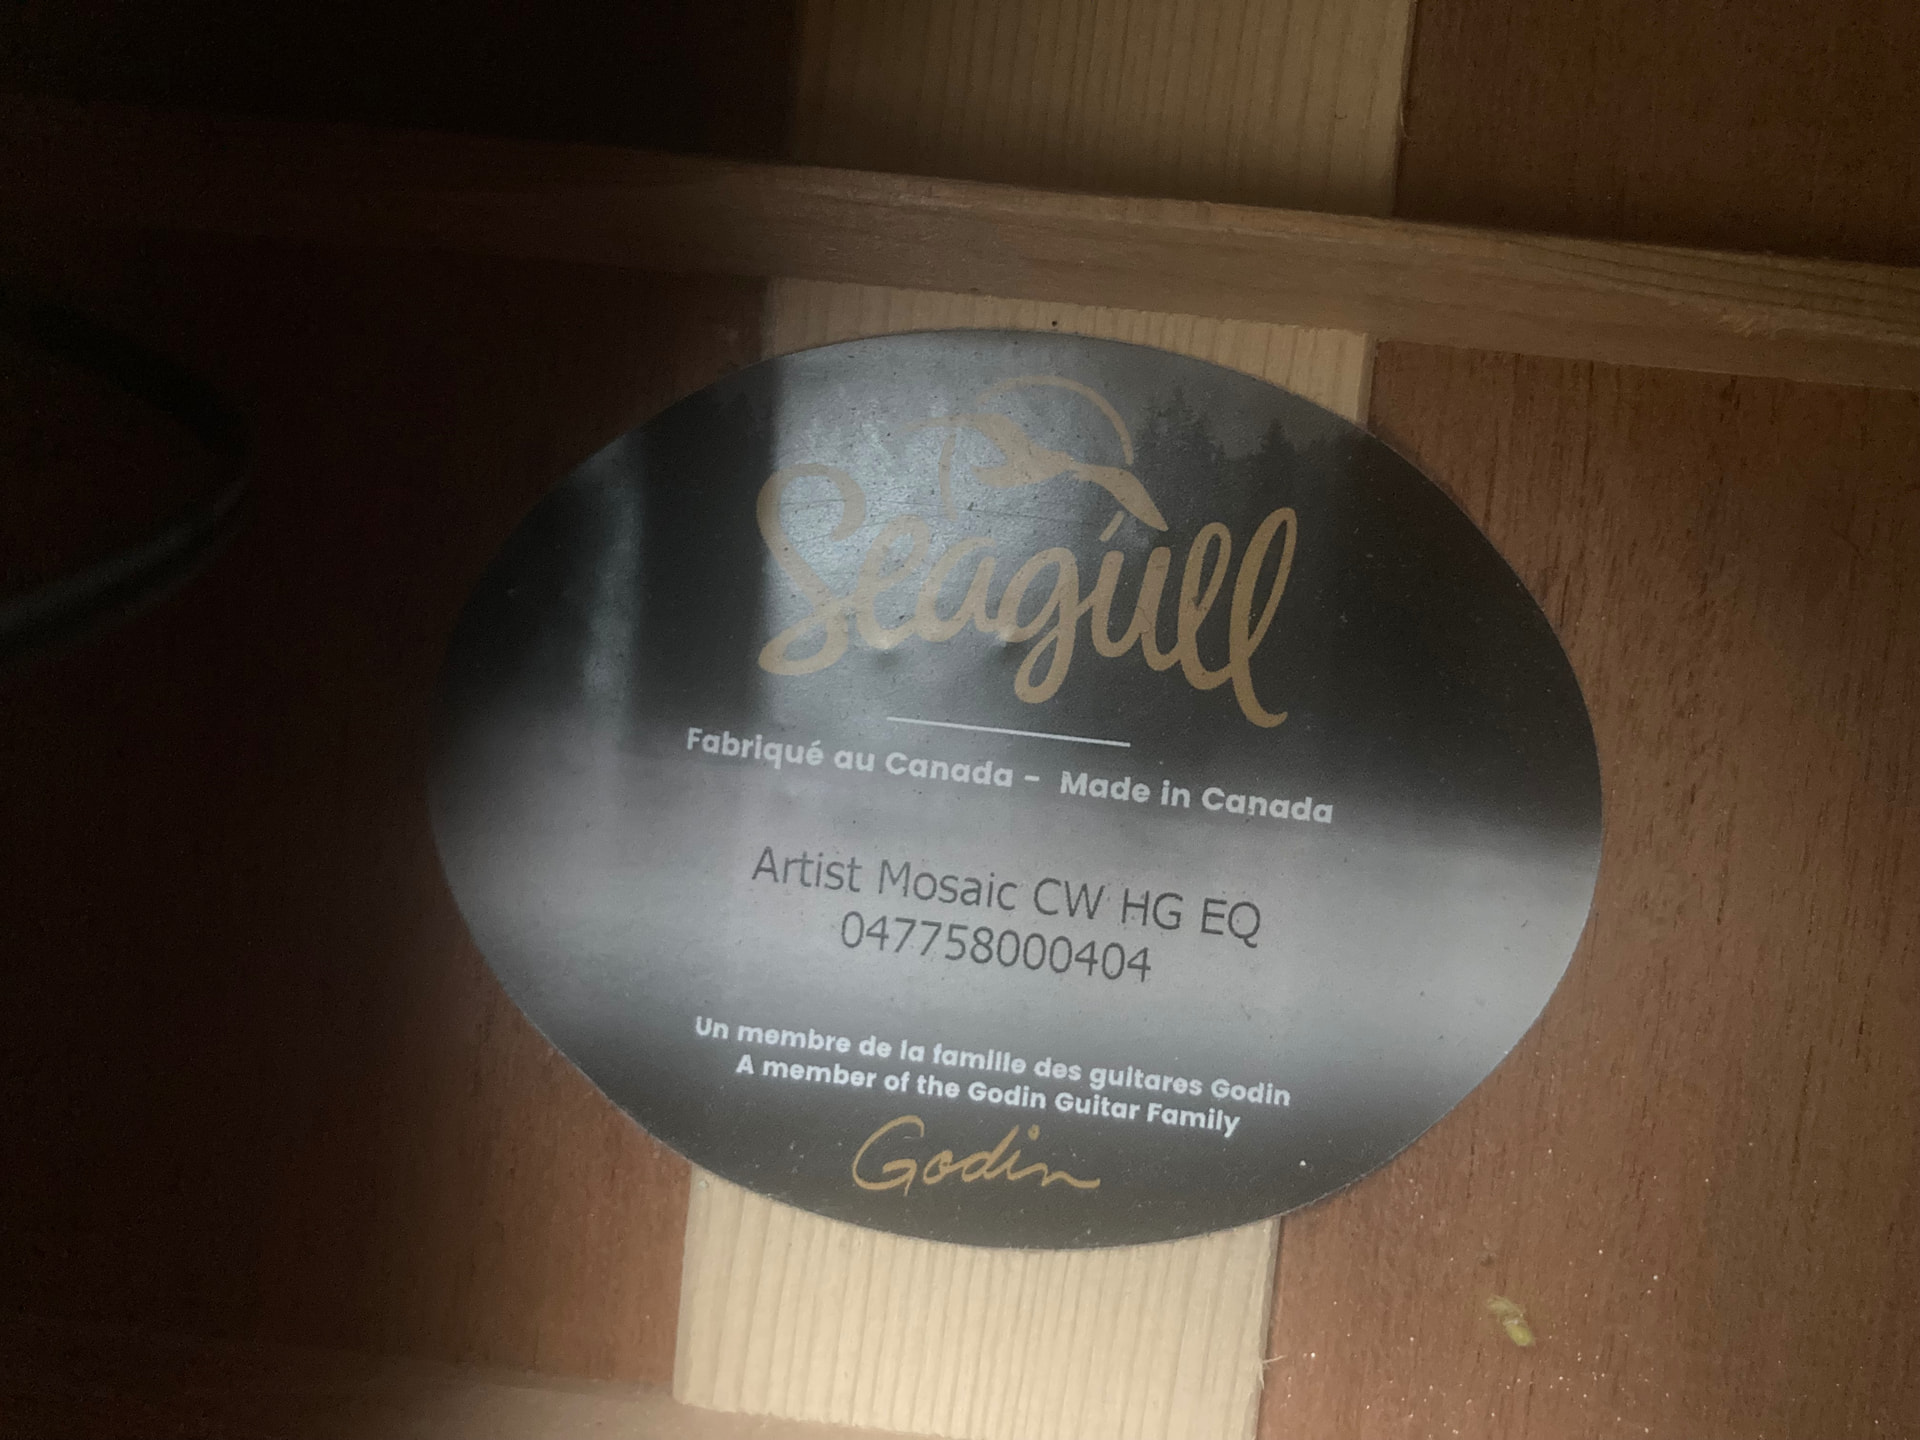 Seagull
Fabriqué au Canada - Made in Canada
Artist Mosaic CW HG EQ
047758000404
Un membre de la famille des guitares Godin
A member of the Godin Guitar Family
Godin